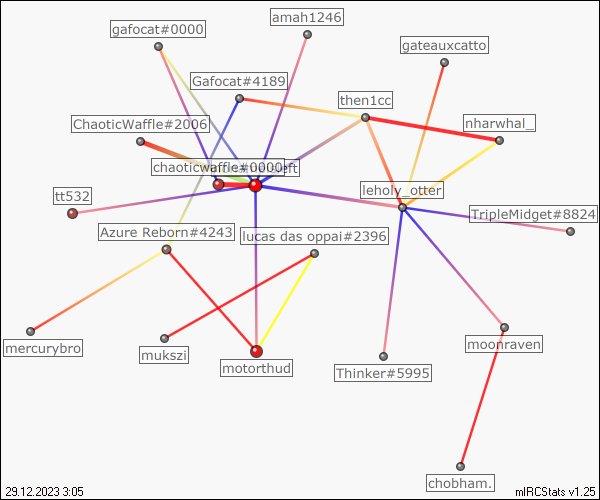 amah1246
gafocat#0000
gateauxcatto
Gafocat#4189
then1cc
ChaoticWaffle#2006
nharwhal_
chaoticwaffle#0000
left
leholy_otter
tt532
TripleMidget#8824
Azure Reborn#4243
lucas das oppai#2396
mercurybro
mukszi
moonraven
motorthud
Thinker#5995
chobham.
29.12.2023 3:05
mIRCStats v1.25